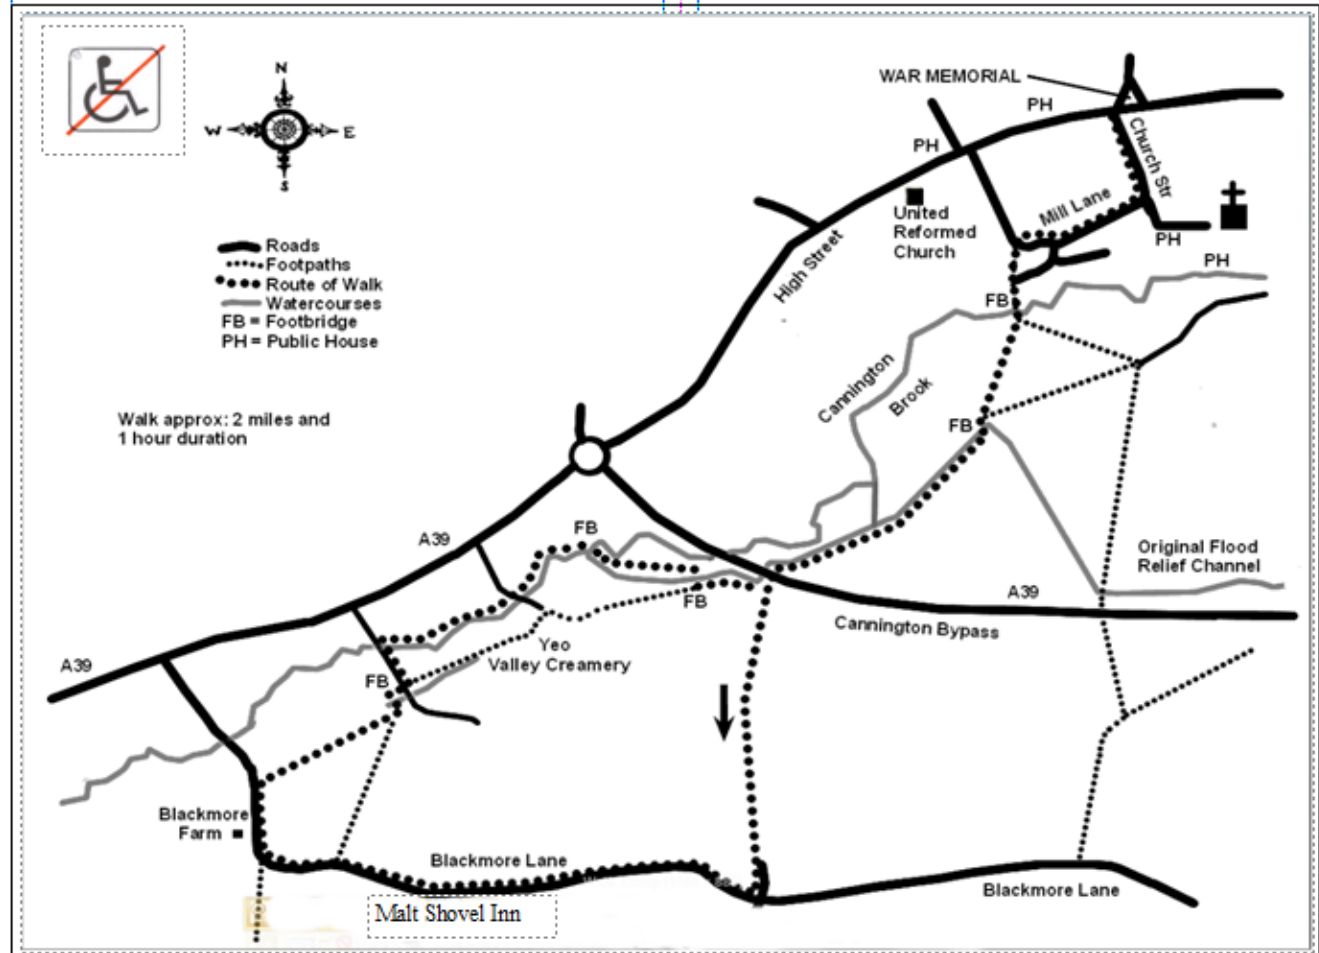 N
W
E
S
WAR MEMORIAL
PH
PH
Church Str
Mill Lane
United
Reformed
Church
PH
PH
High Street
Roads
Footpaths
Route of Walk
Watercourses
FB = Footbridge
PH = Public House
FB
Cannington
Brook
Walk approx: 2 miles and
1 hour duration
FB
A39
FB
Original Flood
Relief Channel
A39
FB
Cannington Bypass
Yeo
Valley Creamery
A39
FB
Blackmore
Farm
Blackmore Lane
Blackmore Lane
Malt Shovel Inn